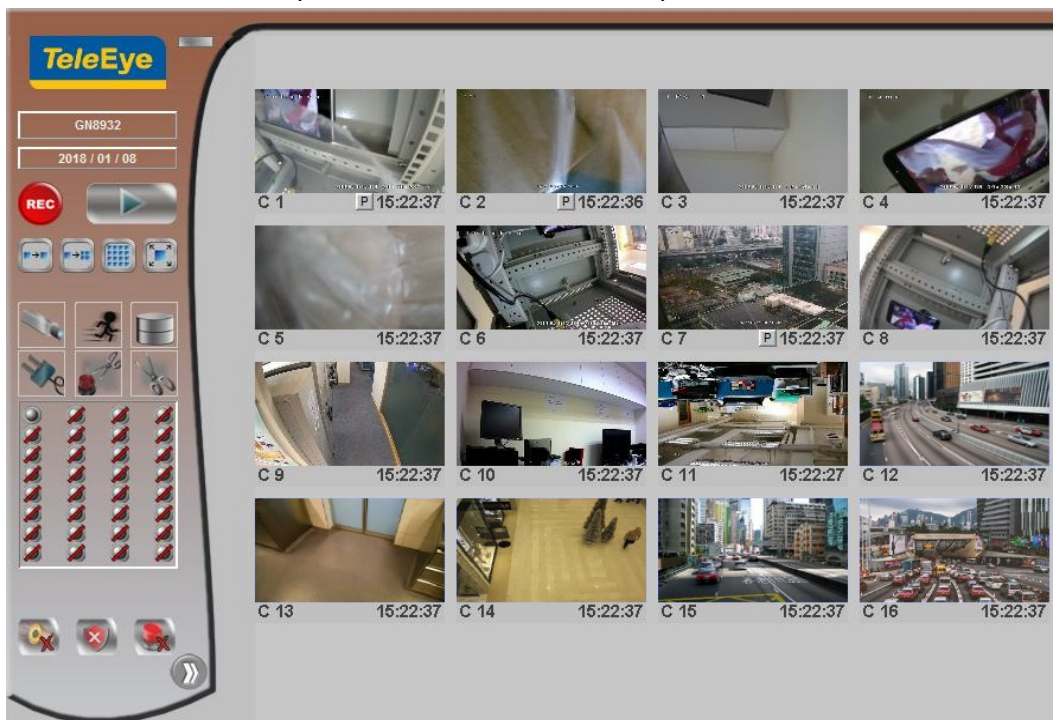 TeleEye
GN8932
2018 / 01 / 08
REC
C 1 P 15:22:37
C 2 P 15:22:36
C 3 15:22:37
C 4 15:22:37
C 5 15:22:37
C 6 15:22:37
C 7 P 15:22:37
C 8 15:22:37
C 9 15:22:37
C 10 15:22:37
C 11 15:22:27
C 12 15:22:37
C 13 15:22:37
C 14 15:22:37
C 15 15:22:37
C 16 15:22:37